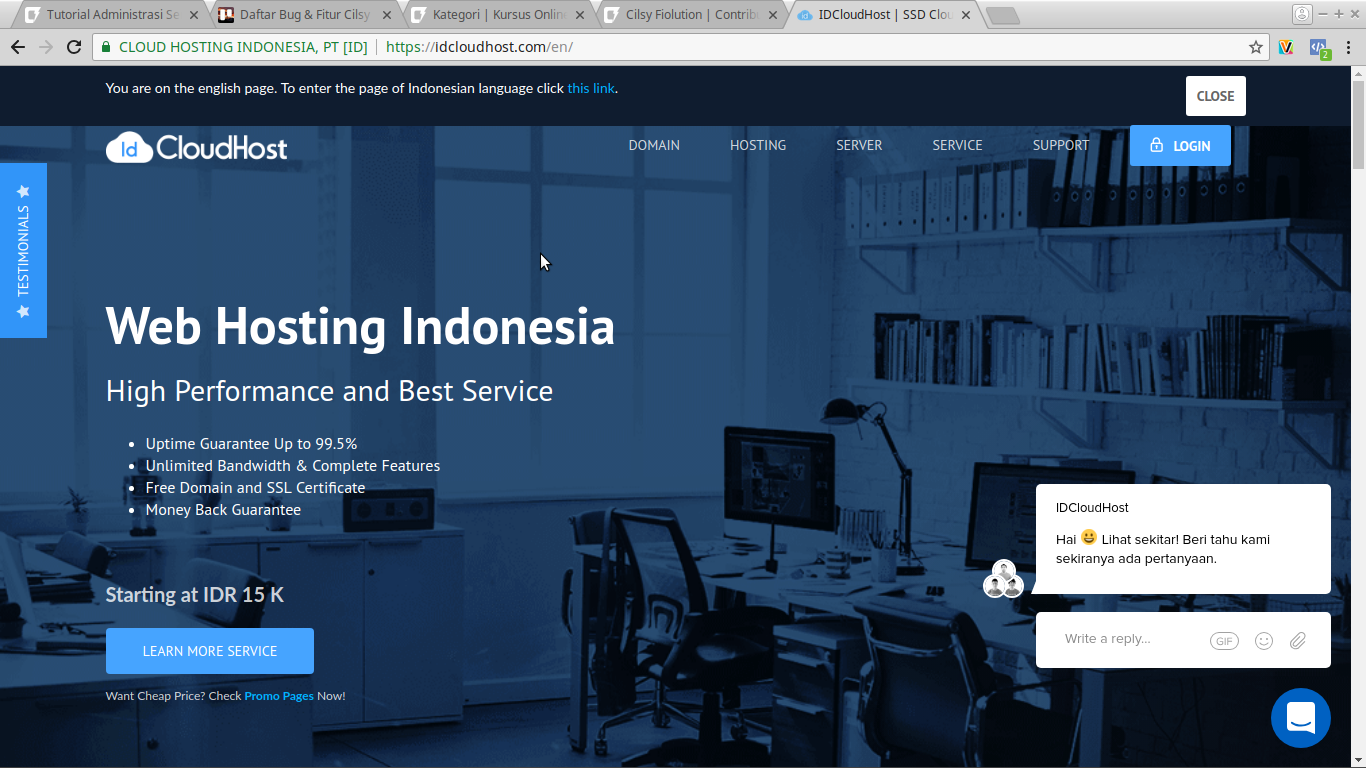 Tutorial Administrasi Se
Daftar Bug & Fitur Cilsy
Kategori | Kursus Onlin
Cilsy Fiolution | Contrib
IDCloudHost | SSD Clou
CLOUD HOSTING INDONESIA, PT [ID]
https://idcloudhost.com/en/
2
You are on the english page. To enter the page of Indonesian language click this link.
CLOSE
Id CloudHost
DOMAIN
HOSTING
SERVER
SERVICE
SUPPORT
LOGIN
TESTIMONIALS
Web Hosting Indonesia
High Performance and Best Service
Uptime Guarantee Up to 99.5%
Unlimited Bandwidth & Complete Features
Free Domain and SSL Certificate
Money Back Guarantee
Starting at IDR 15 K
LEARN MORE SERVICE
Want Cheap Price? Check Promo Pages Now!
IDCloudHost
Hai 😀 Lihat sekitar! Beri tahu kami
sekiranya ada pertanyaan.
Write a reply...
GIF